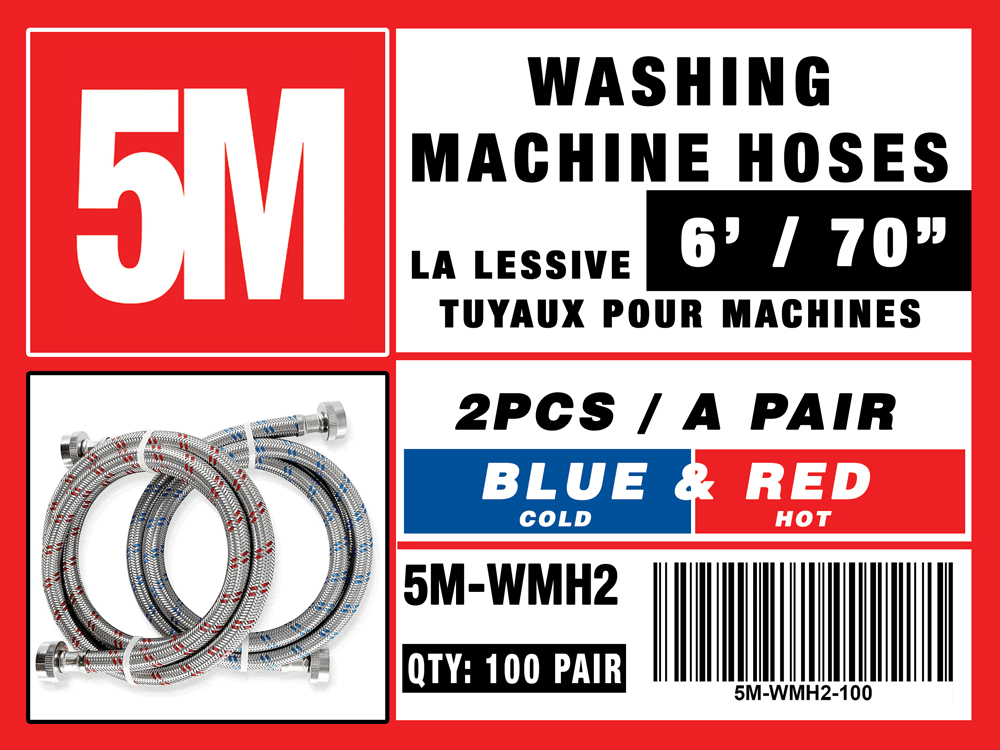 5M
WASHING
MACHINE HOSES
6’ / 70”
LA LESSIVE
TUYAUX POUR MACHINES
2PCS / A PAIR
BLUE & RED
COLD HOT
5M-WMH2
QTY: 100 PAIR
5M-WMH2-100